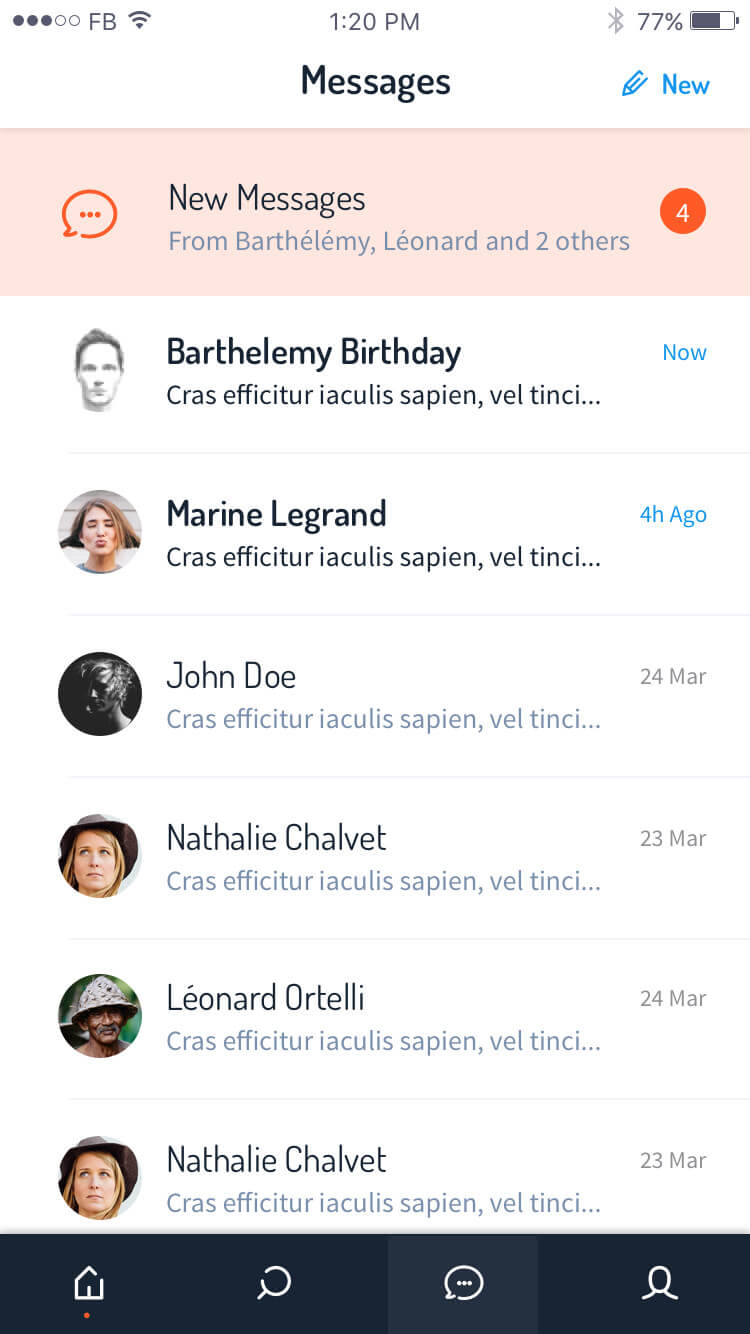 FB 1:20 PM 77%
Messages New
New Messages
4
From Barthélémy, Léonard and 2 others
Barthelemy Birthday Now
Cras efficitur iaculis sapien, vel tinci...
Marine Legrand 4h Ago
Cras efficitur iaculis sapien, vel tinci...
John Doe 24 Mar
Cras efficitur iaculis sapien, vel tinci...
Nathalie Chalvet 23 Mar
Cras efficitur iaculis sapien, vel tinci...
Léonard Ortelli 24 Mar
Cras efficitur iaculis sapien, vel tinci...
Nathalie Chalvet 23 Mar
Cras efficitur iaculis sapien, vel tinci...